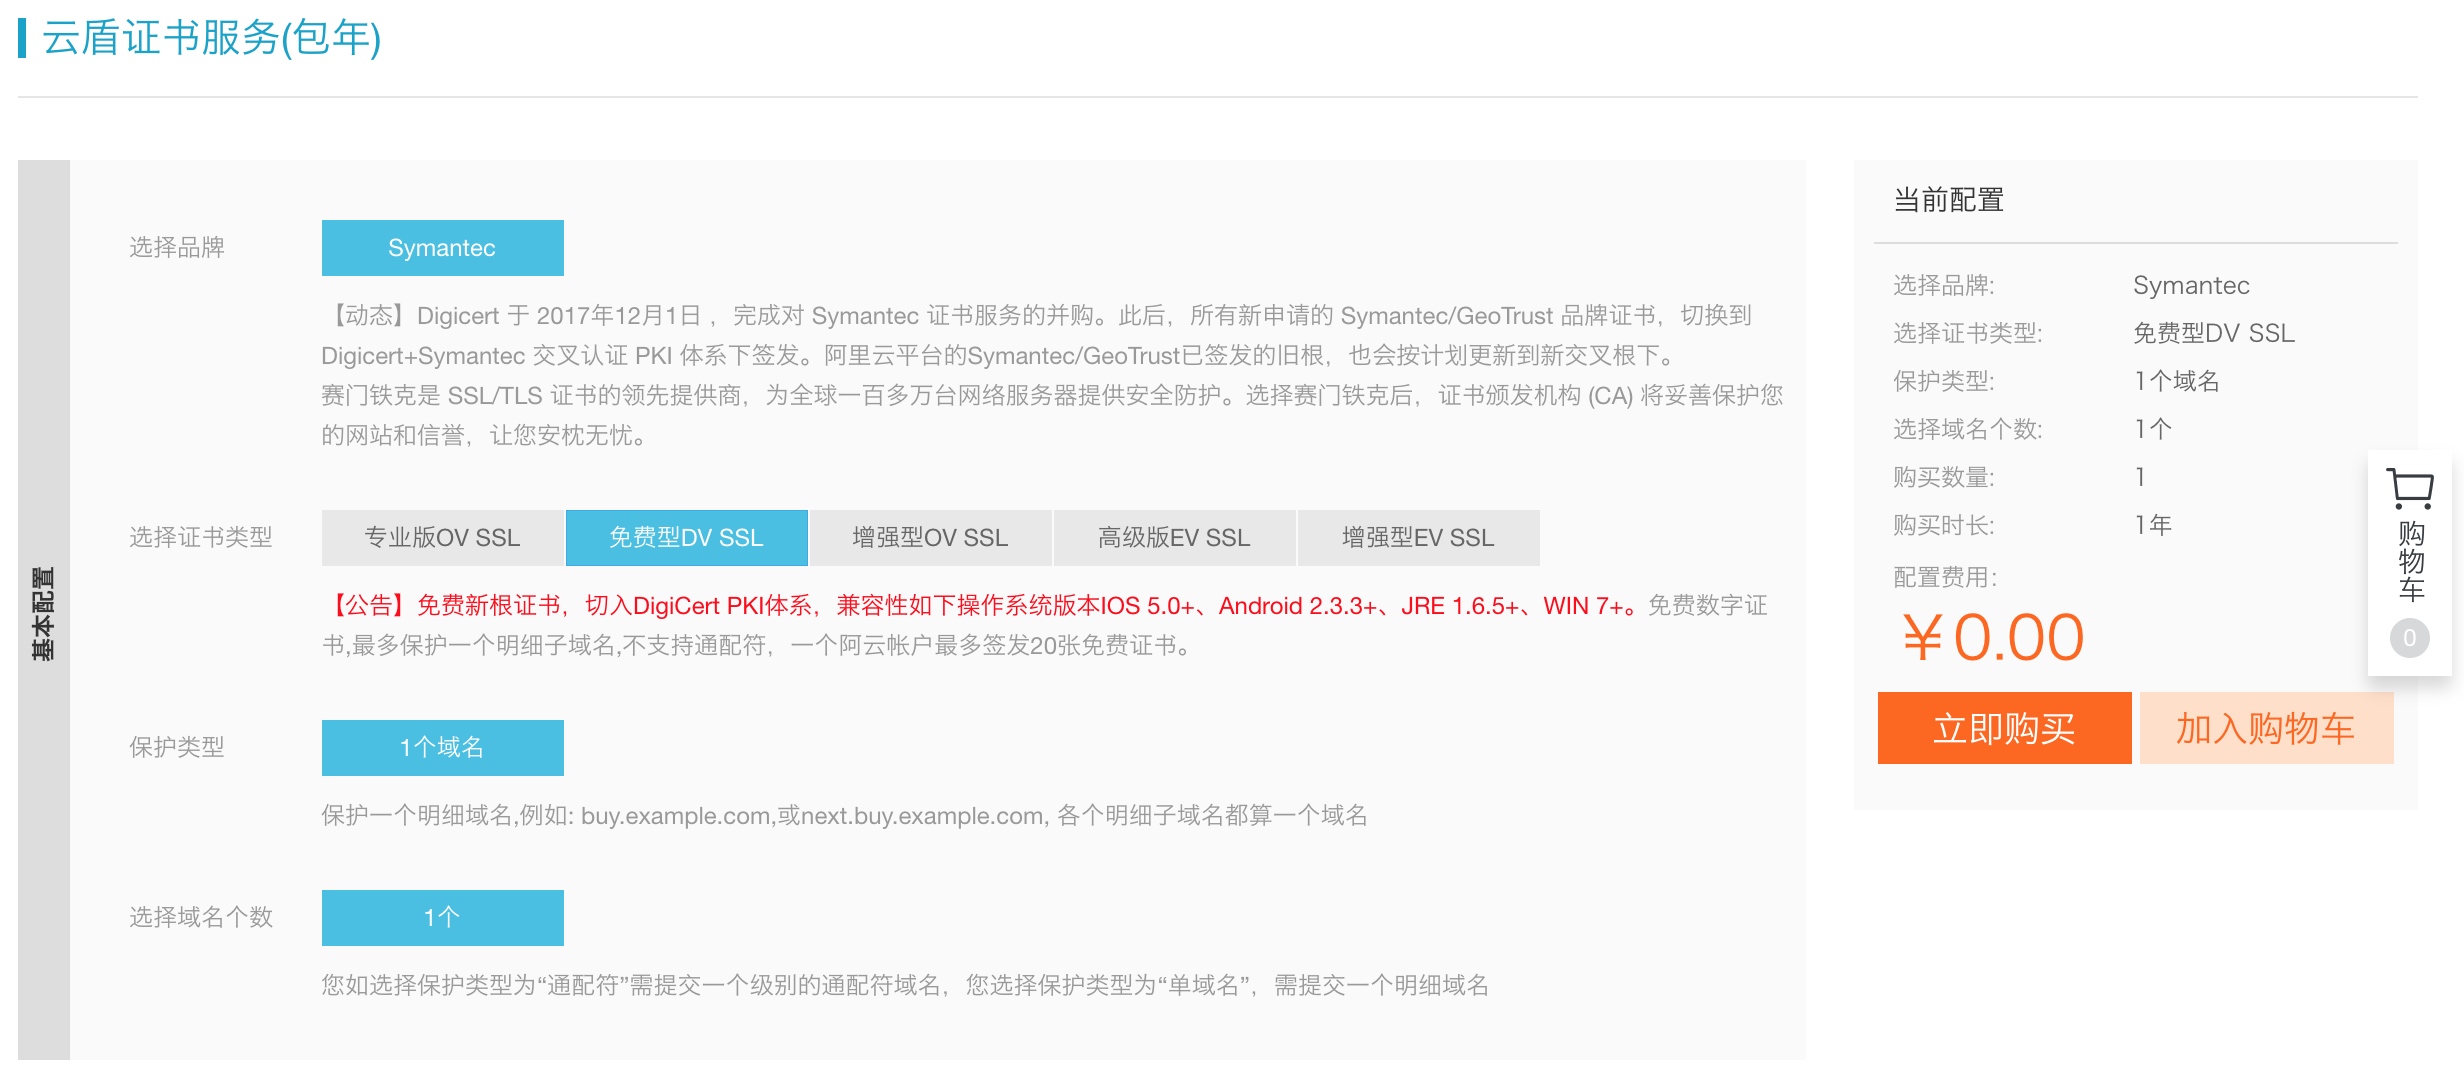 云盾证书服务(包年)
基本配置
选择品牌
Symantec
【动态】Digicert 于 2017年12月1日 ，完成对 Symantec 证书服务的并购。此后，所有新申请的 Symantec/GeoTrust 品牌证书，切换到
Digicert+Symantec 交叉认证 PKI 体系下签发。阿里云平台的Symantec/GeoTrust已签发的旧根，也会按计划更新到新交叉根下。
赛门铁克是 SSL/TLS 证书的领先提供商，为全球一百多万台网络服务器提供安全防护。选择赛门铁克后，证书颁发机构 (CA) 将妥善保护您
的网站和信誉，让您安枕无忧。
选择证书类型
专业版OV SSL 免费型DV SSL 增强型OV SSL 高级版EV SSL 增强型EV SSL
【公告】免费新根证书，切入DigiCert PKI体系，兼容性如下操作系统版本IOS 5.0+、Android 2.3.3+、JRE 1.6.5+、WIN 7+。免费数字证
书,最多保护一个明细子域名,不支持通配符，一个阿云帐户最多签发20张免费证书。
保护类型
1个域名
保护一个明细域名,例如: buy.example.com,或next.buy.example.com, 各个明细子域名都算一个域名
选择域名个数
1个
您如选择保护类型为“通配符”需提交一个级别的通配符域名，您选择保护类型为“单域名”，需提交一个明细域名
当前配置
选择品牌: Symantec
选择证书类型: 免费型DV SSL
保护类型: 1个域名
选择域名个数: 1个
购买数量: 1
购买时长: 1年
配置费用:
¥0.00
立即购买 加入购物车
购物车
0